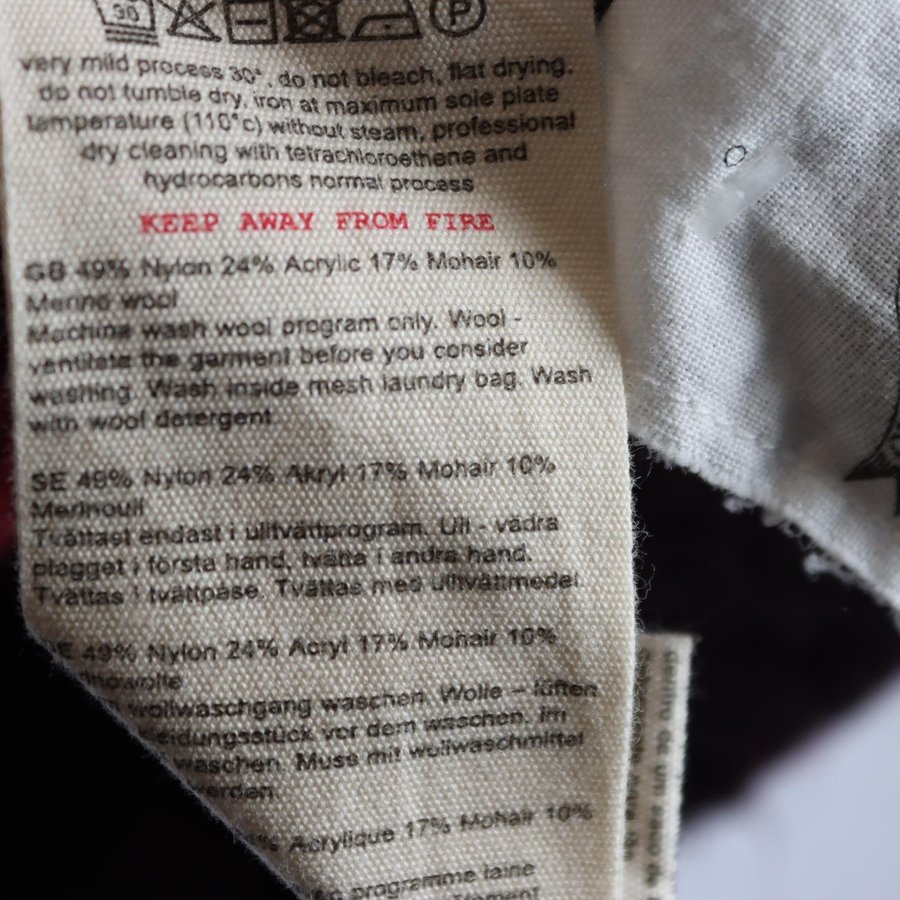 30
P
very mild process 30°, do not bleach, flat drying,
do not tumble dry, iron at maximum sole plate
temperature (110°c) without steam, professional
dry cleaning with tetrachloroethene and
hydrocarbons normal process
KEEP AWAY FROM FIRE
GB 49% Nylon 24% Acrylic 17% Mohair 10%
Merino wool
Machine wash wool program only. Wool -
ventilate the garment before you consider
washing. Wash inside mesh laundry bag. Wash
with wool detergent.
SE 49% Nylon 24% Akryl 17% Mohair 10%
Merinoull
Tvättast endast i ulltvättprogram. Ull - vädra
plagget i första hand, tvätta i andra hand.
Tvättas i tvättpåse. Tvättas med ulltvättmedel.
49% Nylon 24% Acryl 17% Mohair 10%
wollwaschgang waschen. Wolle – lüften
vor dem waschen. Im
waschen. Muss mit wollwaschmittel
Acrylique 17% Mohair 10%
programme laine